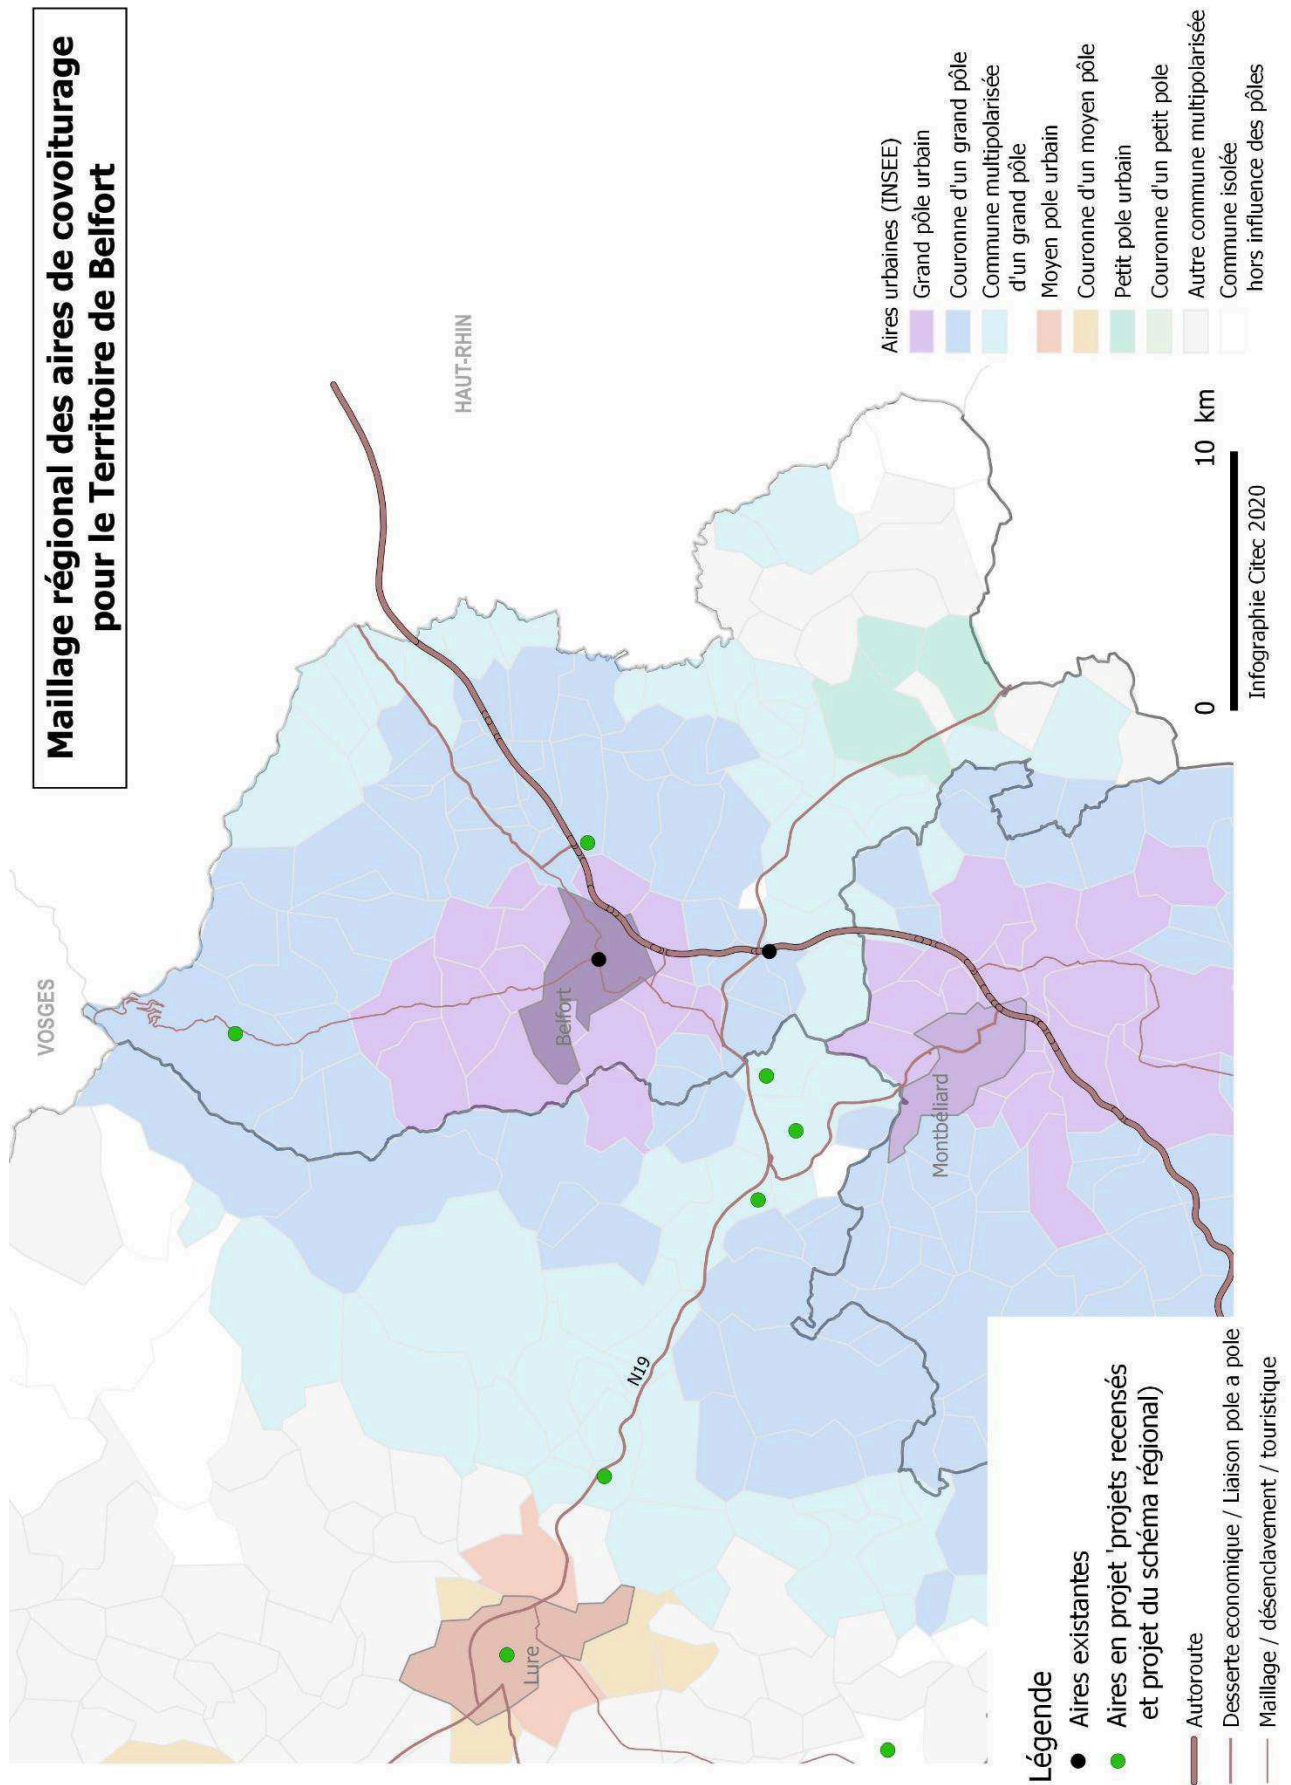 Maillage régional des aires de covoiturage
pour le Territoire de Belfort
VOSGES
HAUT-RHIN
Belfort
Montbéliard
Lure
N19
Aires urbaines (INSEE)
Grand pôle urbain
Couronne d'un grand pôle
Commune multipolarisée
d'un grand pôle
Moyen pole urbain
Couronne d'un moyen pôle
Petit pole urbain
Couronne d'un petit pole
Autre commune multipolarisée
Commune isolée
hors influence des pôles
0 10 km
Infographie Citec 2020
Légende
Aires existantes
Aires en projet 'projets recensés
et projet du schéma régional)
Autoroute
Desserte economique / Liaison pole a pole
Maillage / désenclavement / touristique